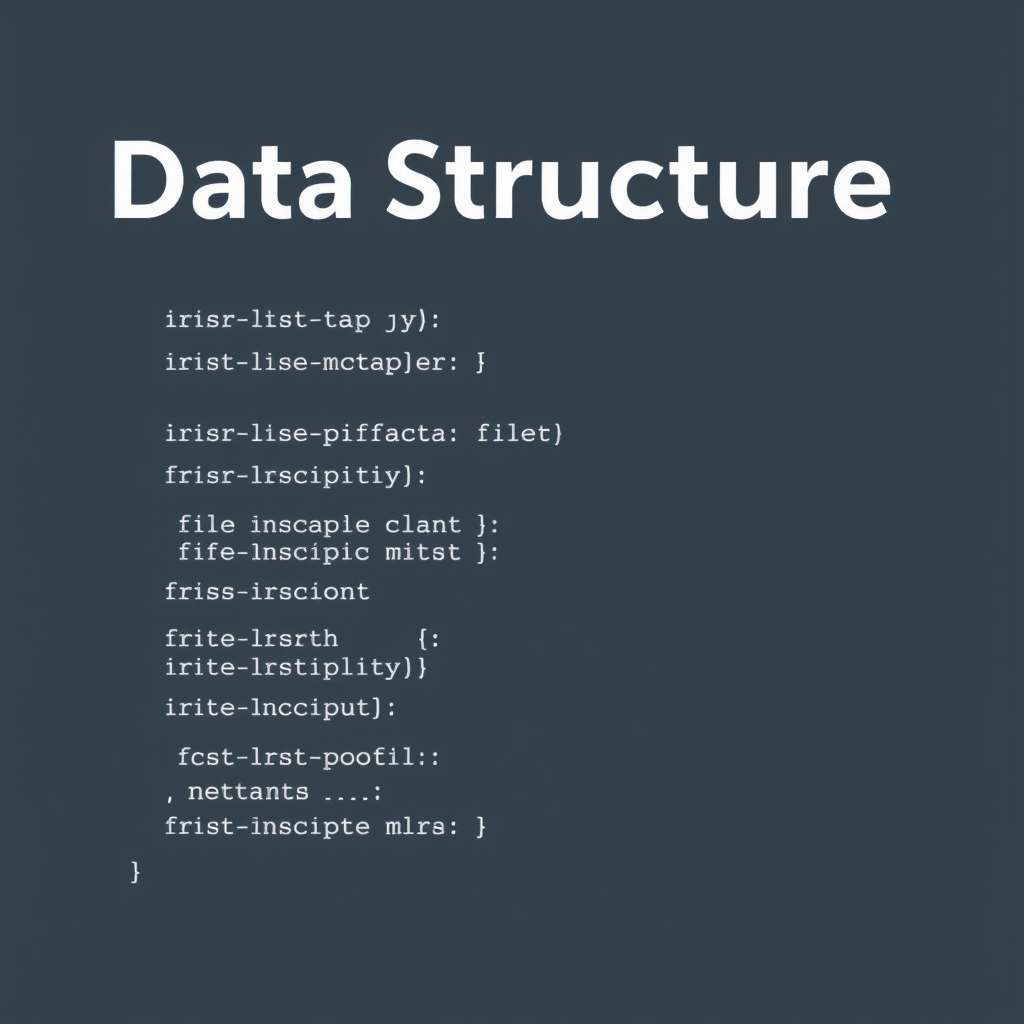 Data Structure
irisr-list-tap jy):
irist-lise-mctap]er: }
irisr-lise-piffacta: filet}
frisr-lrscipitiy]:
file inscaple clant }:
fife-lnscipic mitst }:
friss-irsciont
frite-lrsrth {:
irite-lrstiplity)}
irite-lncciput]:
fcst-lrst-poofil::
, nettants ....:
frist-inscipte mlrs: }
}